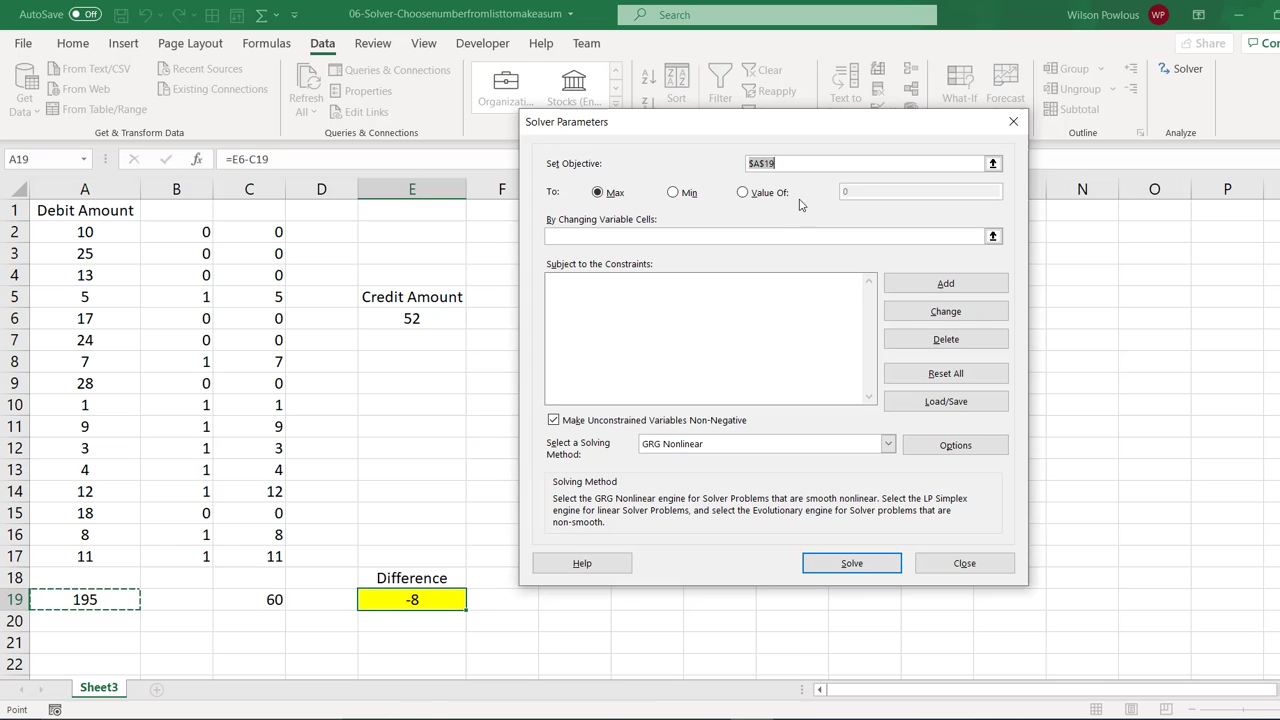 AutoSave Off 06-Solver-Choosenumberfromlisttomakeasum Search Wilson Powlous WP
File Home Insert Page Layout Formulas Data Review View Developer Help Team Share Con
Get Data
From Text/CSV
From Web
From Table/Range
Recent Sources
Existing Connections
Get & Transform Data
Refresh All
Queries & Connections
Properties
Edit Links
Queries & Connections
Organizati...
Stocks (En...
Sort
Filter
Clear
Reapply
Text to
What-If
Forecast
Group
Ungroup
Subtotal
Outline
Solver
Analyze
A19 fx =E6-C19
A B C D E F N O P
1 Debit Amount
2 10 0 0
3 25 0 0
4 13 0 0
5 5 1 5 Credit Amount
6 17 0 0 52
7 24 0 0
8 7 1 7
9 28 0 0
10 1 1 1
11 9 1 9
12 3 1 3
13 4 1 4
14 12 1 12
15 18 0 0
16 8 1 8
17 11 1 11
18 Difference
19 195 60 -8
20
21
22
Solver Parameters
Set Objective: $A$19
To: Max Min Value Of: 0
By Changing Variable Cells:
Subject to the Constraints:
Add
Change
Delete
Reset All
Load/Save
Make Unconstrained Variables Non-Negative
Select a Solving Method: GRG Nonlinear Options
Solving Method
Select the GRG Nonlinear engine for Solver Problems that are smooth nonlinear. Select the LP Simplex
engine for linear Solver Problems, and select the Evolutionary engine for Solver problems that are
non-smooth.
Help Solve Close
Sheet3
Point